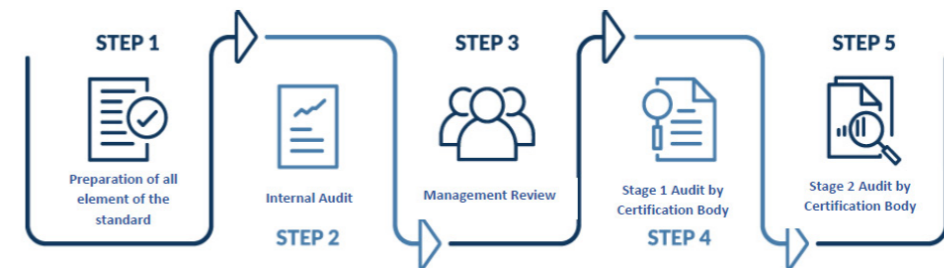 STEP 1
Preparation of all
element of the
standard
Internal Audit
STEP 2
STEP 3
Management Review
Stage 1 Audit by
Certification Body
STEP 4
STEP 5
Stage 2 Audit by
Certification Body